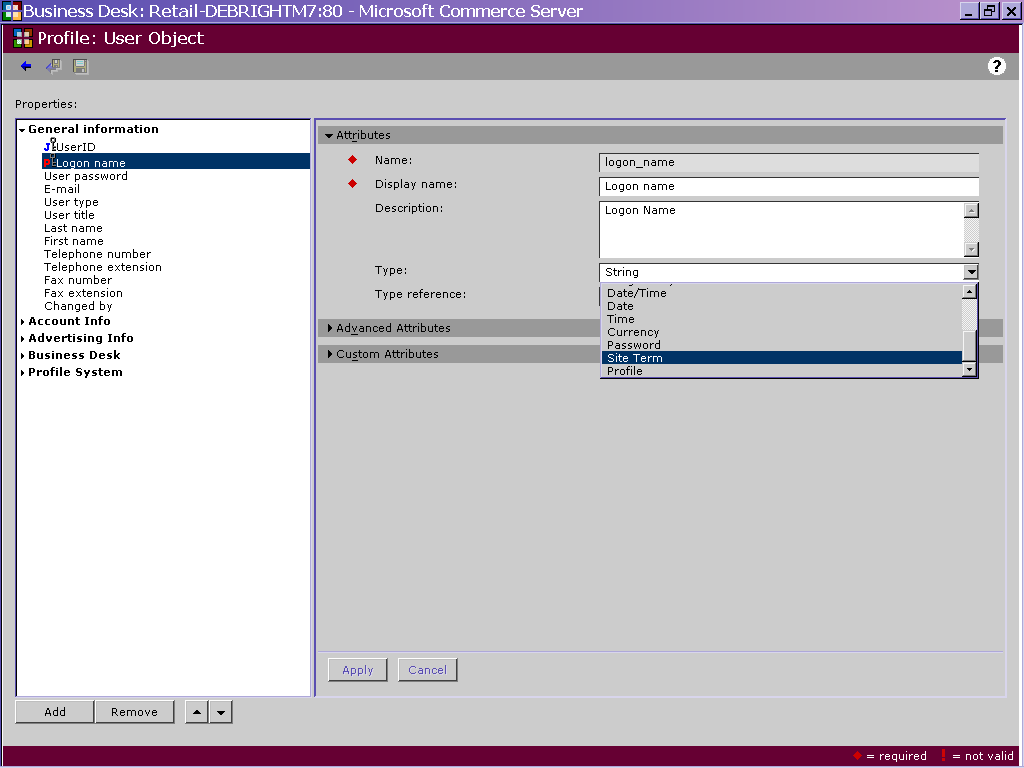 Business Desk: Retail-DEBRIGHTM7:80 - Microsoft Commerce Server
Profile: User Object
?
Properties:
General information
J UserID
P Logon name
User password
E-mail
User type
User title
Last name
First name
Telephone number
Telephone extension
Fax number
Fax extension
Changed by
Account Info
Advertising Info
Business Desk
Profile System
Attributes
Name: logon_name
Display name: Logon name
Description: Logon Name
Type: String
Type reference:
Date/Time
Date
Time
Currency
Password
Site Term
Profile
Advanced Attributes
Custom Attributes
Apply Cancel
Add Remove
= required ! = not valid